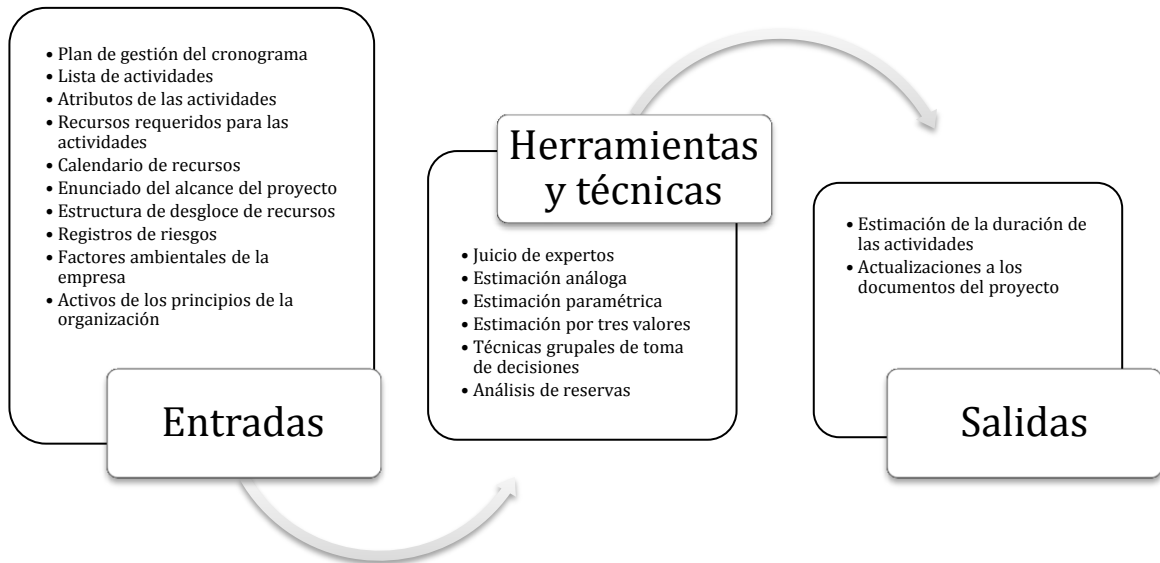 • Plan de gestión del cronograma
• Lista de actividades
• Atributos de las actividades
• Recursos requeridos para las
actividades
• Calendario de recursos
• Enunciado del alcance del proyecto
• Estructura de desgloce de recursos
• Registros de riesgos
• Factores ambientales de la
empresa
• Activos de los principios de la
organización
Entradas
Herramientas
y técnicas
• Juicio de expertos
• Estimación análoga
• Estimación paramétrica
• Estimación por tres valores
• Técnicas grupales de toma
de decisiones
• Análisis de reservas
• Estimación de la duración de
las actividades
• Actualizaciones a los
documentos del proyecto
Salidas